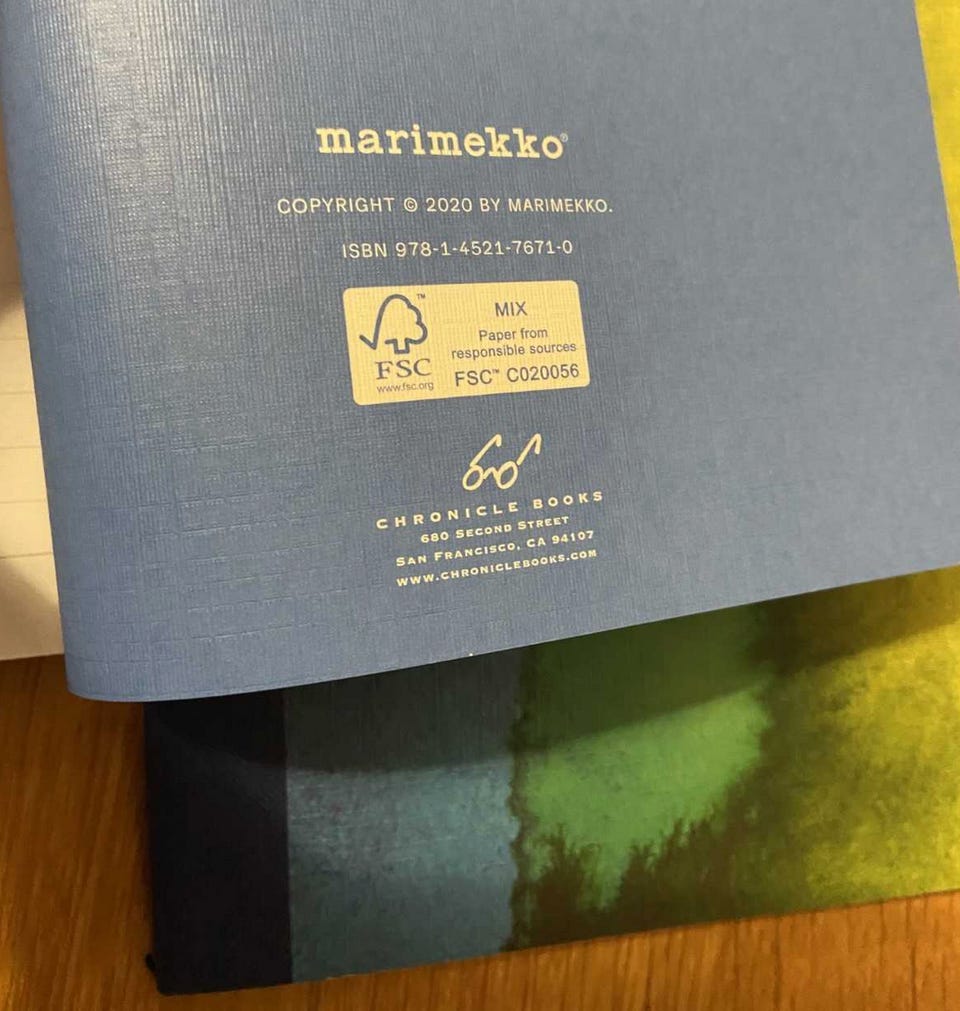 marimekko®
COPYRIGHT © 2020 BY MARIMEKKO.
ISBN 978-1-4521-7671-0
™
FSC
www.fsc.org
MIX
Paper from
responsible sources
FSC™ C020056
CHRONICLE BOOKS
680 SECOND STREET
SAN FRANCISCO, CA 94107
WWW.CHRONICLEBOOKS.COM